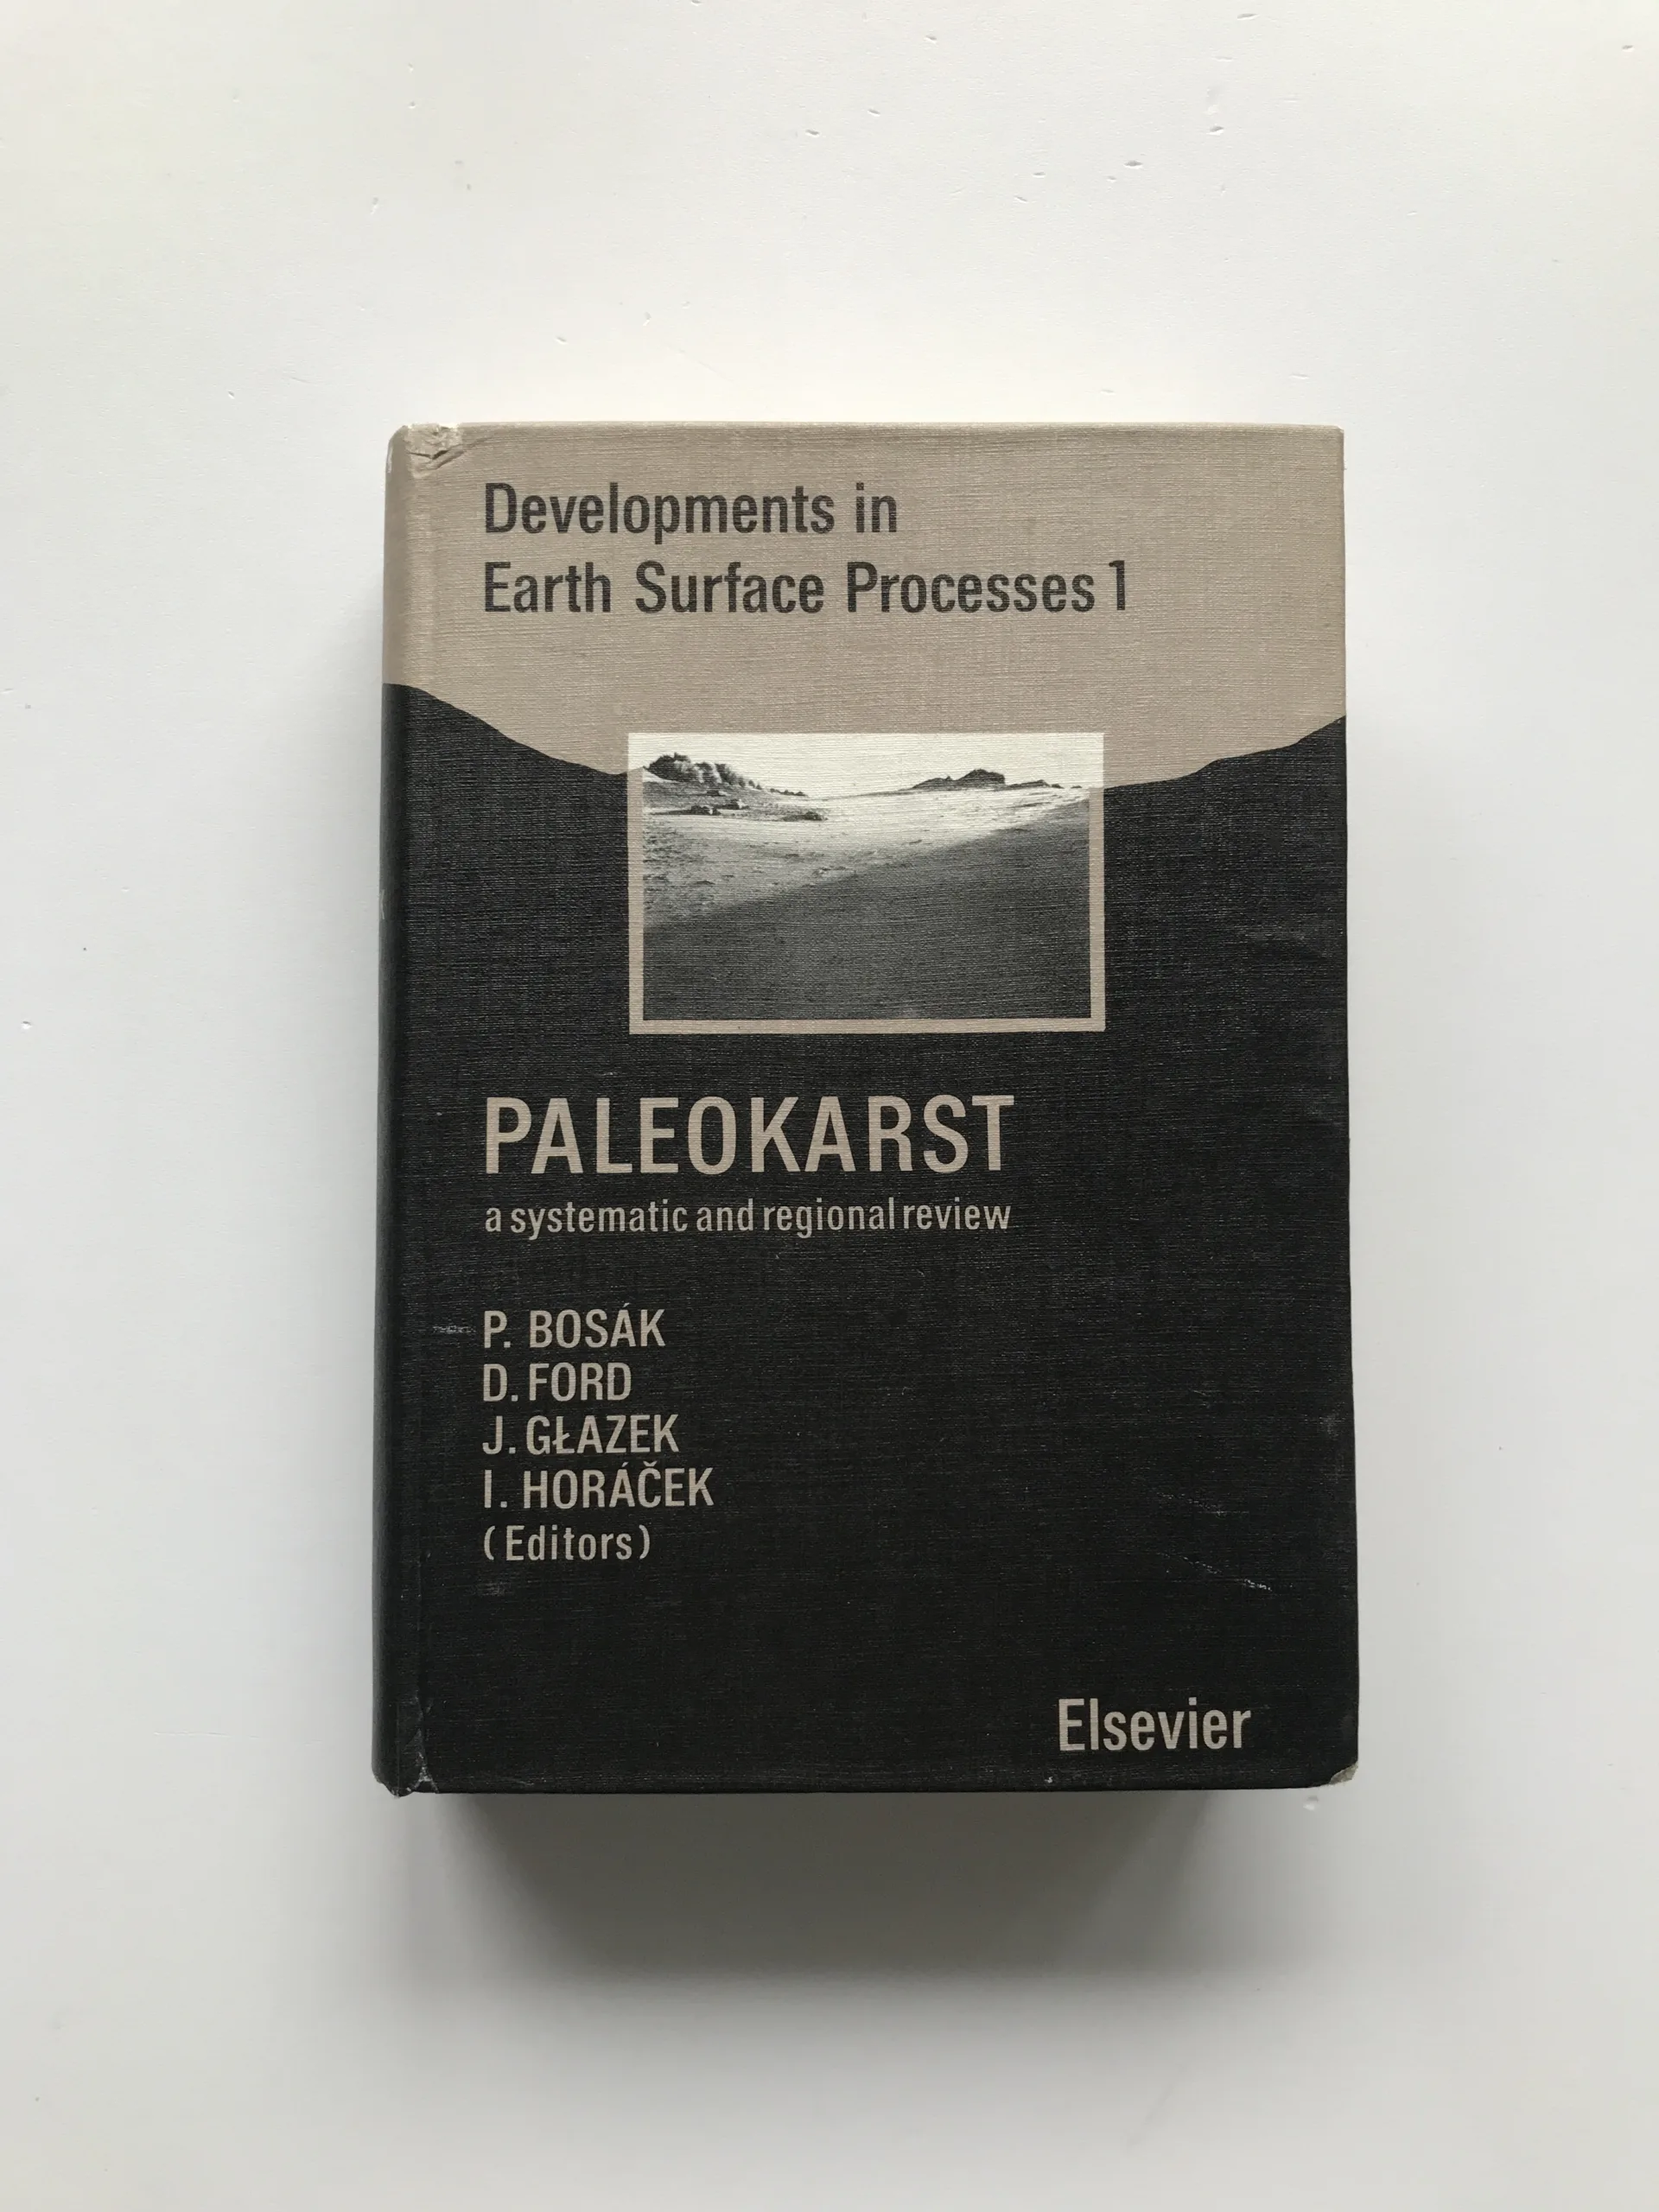 Developments in
Earth Surface Processes 1
PALEOKARST
a systematic and regional review
P. BOSÁK
D. FORD
J. GŁAZEK
I. HORÁČEK
(Editors)
Elsevier